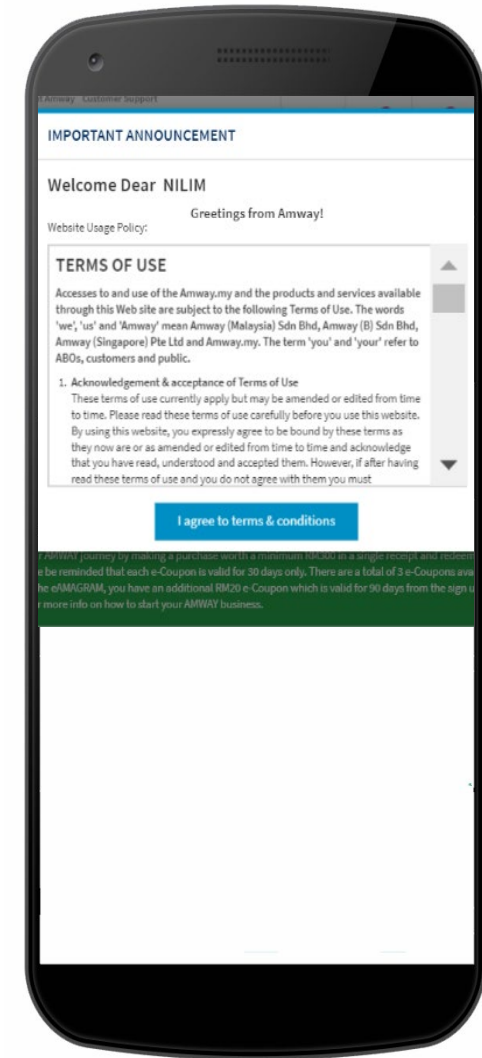 t Amway Customer Support
IMPORTANT ANNOUNCEMENT
Welcome Dear NILIM
Greetings from Amway!
Website Usage Policy:
TERMS OF USE
Accesses to and use of the Amway.my and the products and services available
through this Web site are subject to the following Terms of Use. The words
'we', 'us' and 'Amway' mean Amway (Malaysia) Sdn Bhd, Amway (B) Sdn Bhd,
Amway (Singapore) Pte Ltd and Amway.my. The term 'you' and 'your' refer to
ABOs, customers and public.
1. Acknowledgement & acceptance of Terms of Use
These terms of use currently apply but may be amended or edited from time
to time. Please read these terms of use carefully before you use this website.
By using this website, you expressly agree to be bound by these terms as
they now are or as amended or edited from time to time and acknowledge
that you have read, understood and accepted them. However, if after having
read these terms of use and you do not agree with them you must
I agree to terms & conditions
r AMWAY journey by making a purchase worth a minimum RM300 in a single receipt and redeem
e be reminded that each e-Coupon is valid for 30 days only. There are a total of 3 e-Coupons ava
he eAMAGRAM, you have an additional RM20 e-Coupon which is valid for 90 days from the sign u
r more info on how to start your AMWAY business.